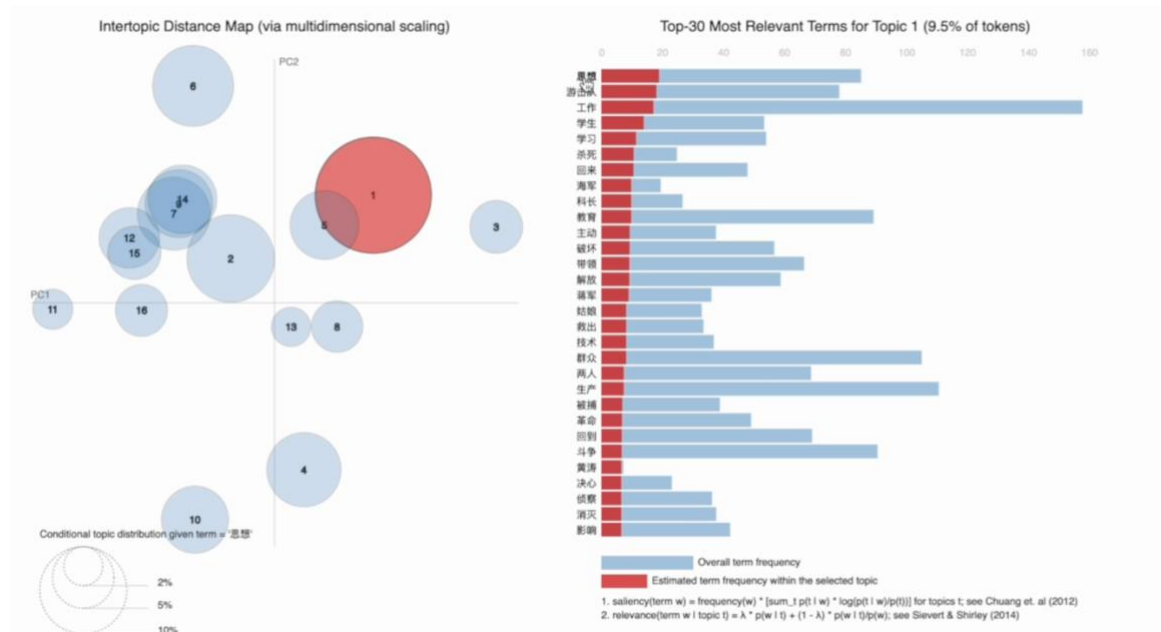 Intertopic Distance Map (via multidimensional scaling)
PC2
6
14
9
7
12
15
2
1
5
3
PC1
11
16
13
8
4
10
Conditional topic distribution given term = '思想'
2%
5%
10%
Top-30 Most Relevant Terms for Topic 1 (9.5% of tokens)
0 20 40 60 80 100 120 140 160
思想
游击队
工作
学生
学习
杀死
回来
海军
科长
教育
主动
破坏
带领
解放
蒋军
姑娘
救出
技术
群众
两人
生产
被捕
革命
回到
斗争
黄涛
决心
侦察
消灭
影响
Overall term frequency
Estimated term frequency within the selected topic
1. saliency(term w) = frequency(w) * [sum_t p(t | w) * log(p(t | w)/p(t))] for topics t; see Chuang et. al (2012)
2. relevance(term w | topic t) = λ * p(w | t) + (1 - λ) * p(w | t)/p(w); see Sievert & Shirley (2014)